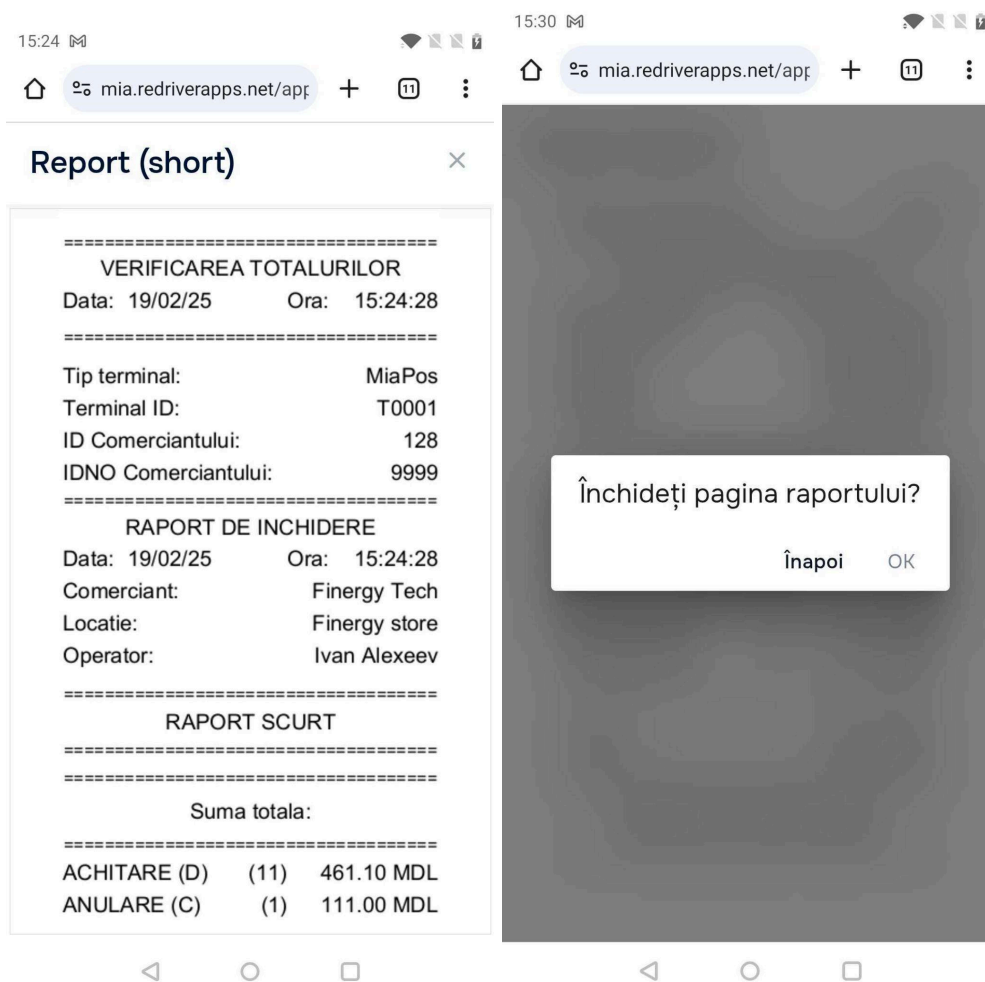 15:24
mia.redriverapps.net/app
11
Report (short)
=====================================
VERIFICAREA TOTALURILOR
Data: 19/02/25 Ora: 15:24:28
=====================================
Tip terminal: MiaPos
Terminal ID: T0001
ID Comerciantului: 128
IDNO Comerciantului: 9999
=====================================
RAPORT DE INCHIDERE
Data: 19/02/25 Ora: 15:24:28
Comerciant: Finergy Tech
Locatie: Finergy store
Operator: Ivan Alexeev
=====================================
RAPORT SCURT
=====================================
=====================================
Suma totala:
=====================================
ACHITARE (D) (11) 461.10 MDL
ANULARE (C) (1) 111.00 MDL
15:30
mia.redriverapps.net/app
11
Închideți pagina raportului?
Înapoi OK